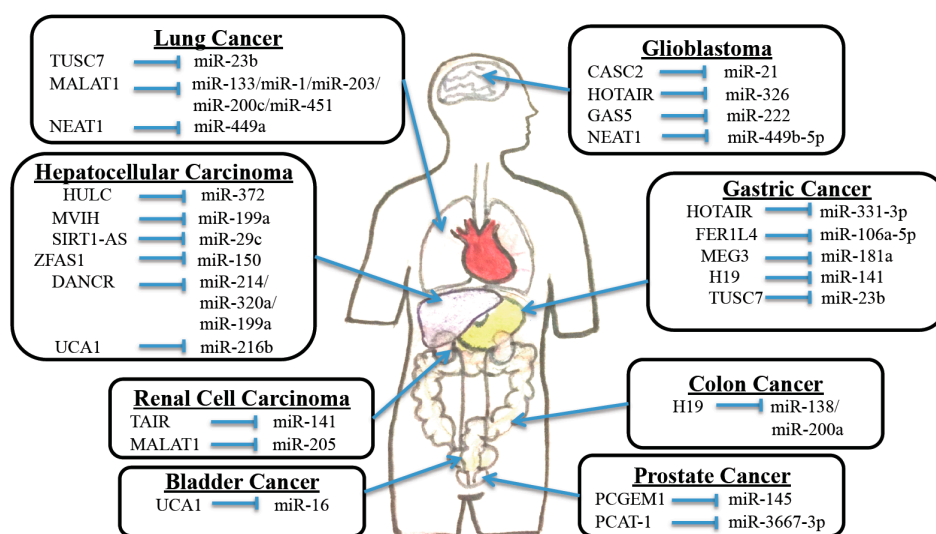 Lung Cancer
TUSC7 miR-23b
MALAT1 miR-133/miR-1/miR-203/
miR-200c/miR-451
NEAT1 miR-449a
Glioblastoma
CASC2 miR-21
HOTAIR miR-326
GAS5 miR-222
NEAT1 miR-449b-5p
Hepatocellular Carcinoma
HULC miR-372
MVIH miR-199a
SIRT1-AS miR-29c
ZFAS1 miR-150
DANCR miR-214/
miR-320a/
miR-199a
UCA1 miR-216b
Gastric Cancer
HOTAIR miR-331-3p
FER1L4 miR-106a-5p
MEG3 miR-181a
H19 miR-141
TUSC7 miR-23b
Renal Cell Carcinoma
TAIR miR-141
MALAT1 miR-205
Colon Cancer
H19 miR-138/
miR-200a
Bladder Cancer
UCA1 miR-16
Prostate Cancer
PCGEM1 miR-145
PCAT-1 miR-3667-3p